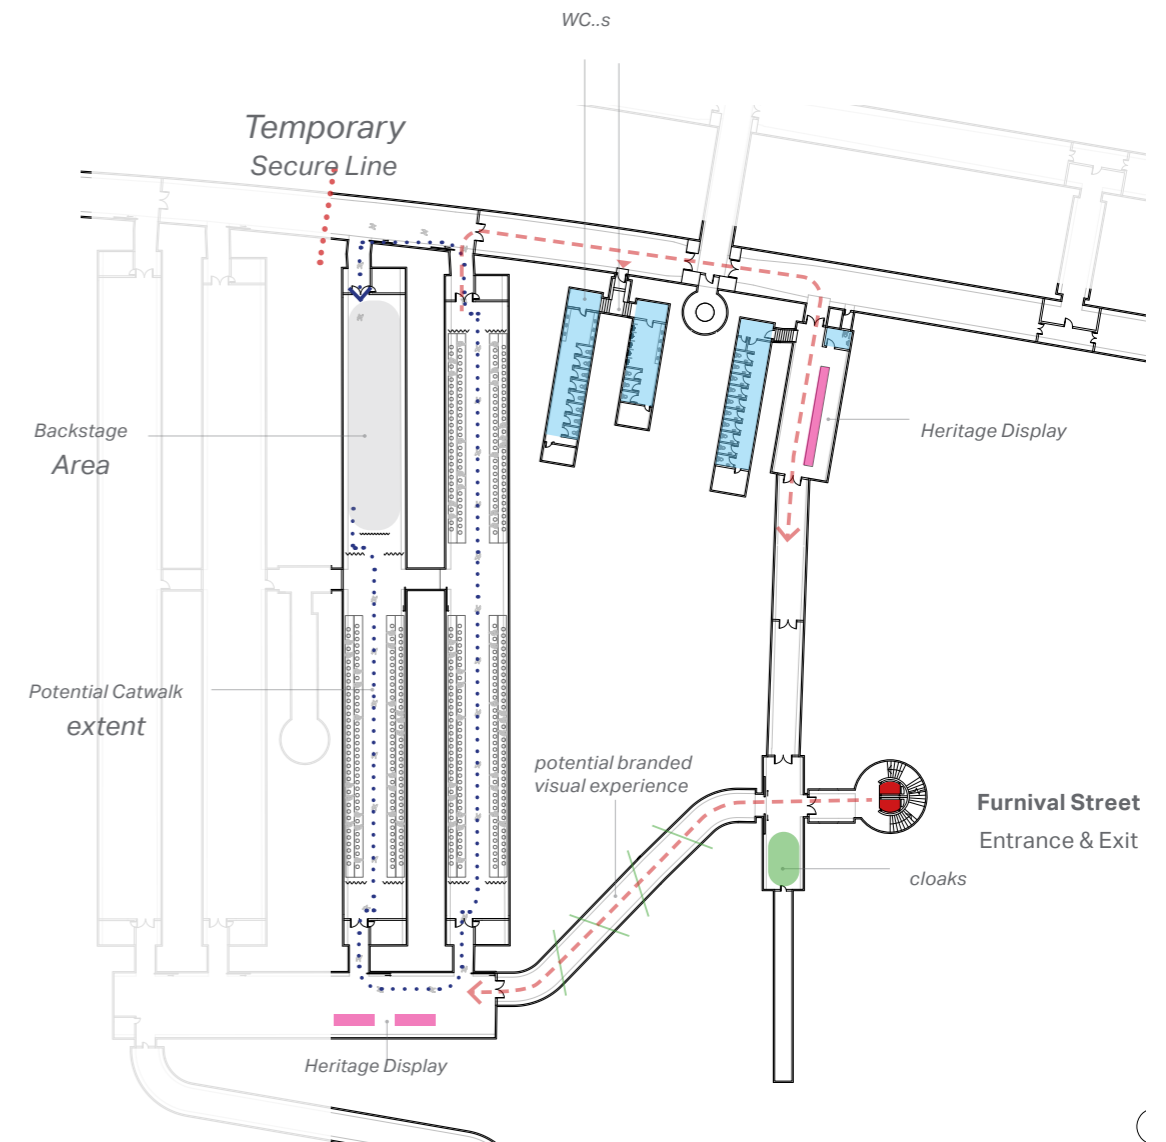 WC..s
Temporary
Secure Line
Backstage
Area
Heritage Display
Potential Catwalk
extent
potential branded
visual experience
Furnival Street
Entrance & Exit
cloaks
Heritage Display